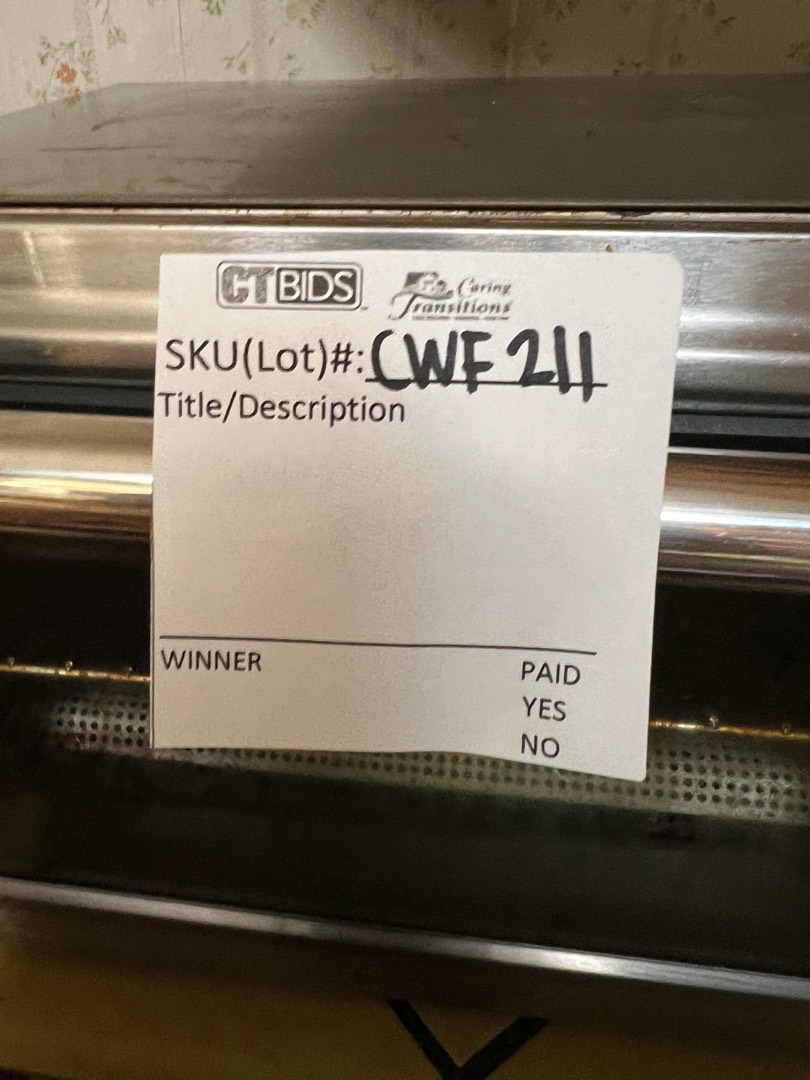 CTBIDS Caring
Transitions
SKU(Lot)#: CWF 211
Title/Description
WINNER PAID
YES
NO